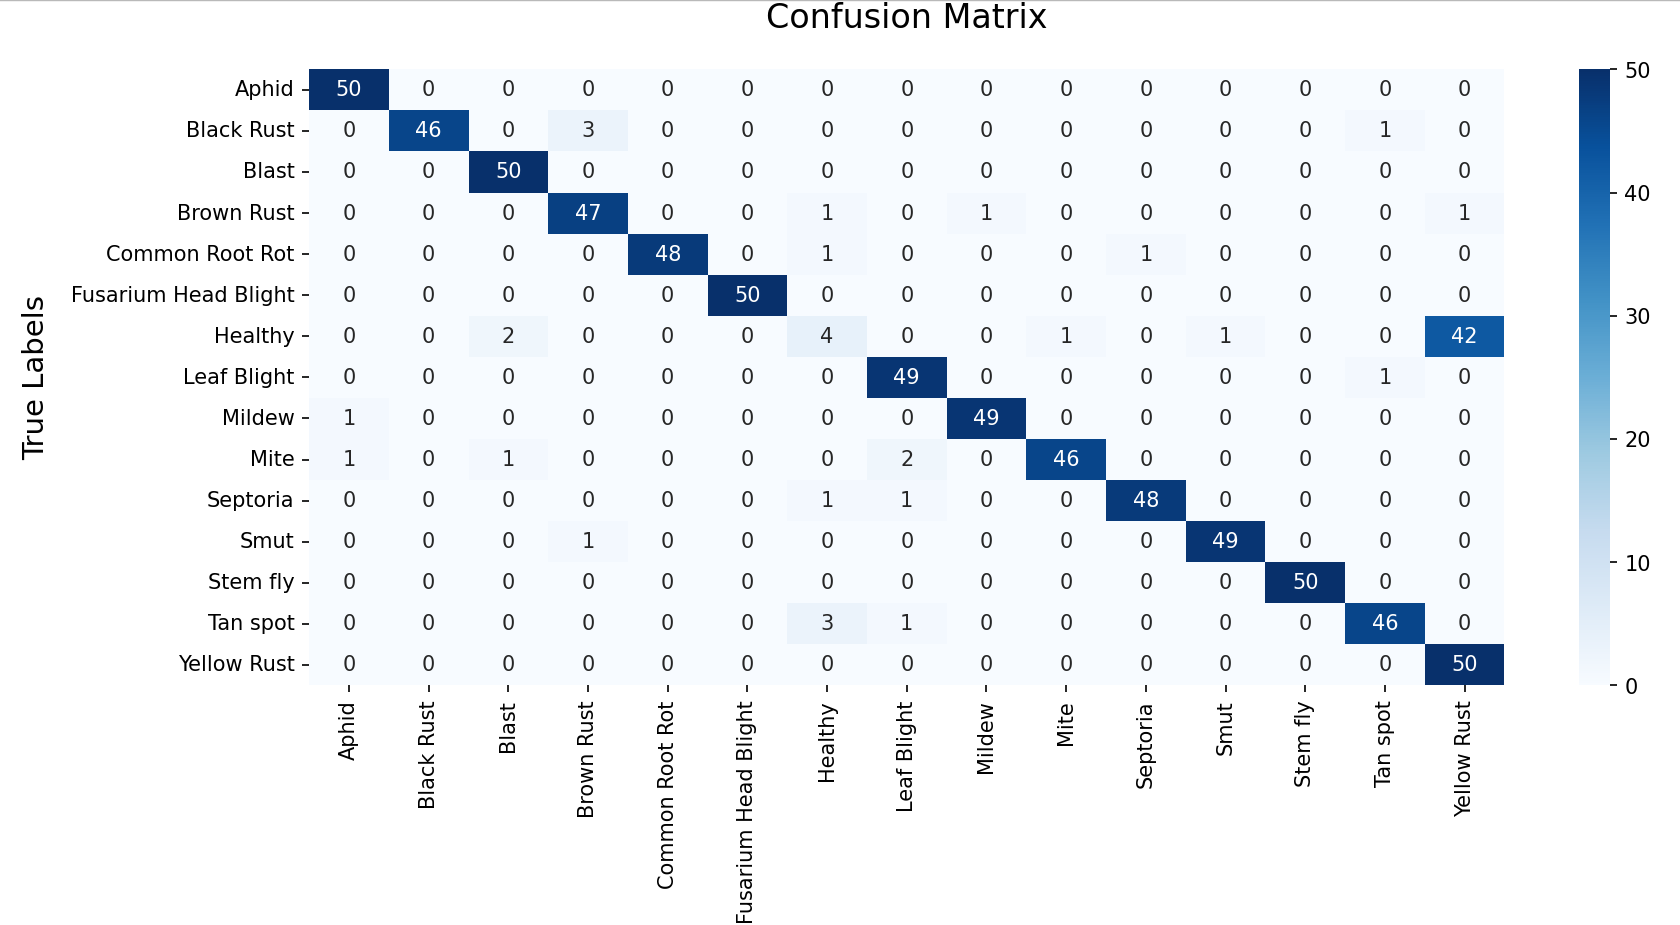 Confusion Matrix
True Labels
Aphid 50 0 0 0 0 0 0 0 0 0 0 0 0 0 0
Black Rust 0 46 0 3 0 0 0 0 0 0 0 0 0 1 0
Blast 0 0 50 0 0 0 0 0 0 0 0 0 0 0 0
Brown Rust 0 0 0 47 0 0 1 0 1 0 0 0 0 0 1
Common Root Rot 0 0 0 0 48 0 1 0 0 0 1 0 0 0 0
Fusarium Head Blight 0 0 0 0 0 50 0 0 0 0 0 0 0 0 0
Healthy 0 0 2 0 0 0 4 0 0 1 0 1 0 0 42
Leaf Blight 0 0 0 0 0 0 0 49 0 0 0 0 0 1 0
Mildew 1 0 0 0 0 0 0 0 49 0 0 0 0 0 0
Mite 1 0 1 0 0 0 0 2 0 46 0 0 0 0 0
Septoria 0 0 0 0 0 0 1 1 0 0 48 0 0 0 0
Smut 0 0 0 1 0 0 0 0 0 0 0 49 0 0 0
Stem fly 0 0 0 0 0 0 0 0 0 0 0 0 50 0 0
Tan spot 0 0 0 0 0 0 3 1 0 0 0 0 0 46 0
Yellow Rust 0 0 0 0 0 0 0 0 0 0 0 0 0 0 50
Aphid
Black Rust
Blast
Brown Rust
Common Root Rot
Fusarium Head Blight
Healthy
Leaf Blight
Mildew
Mite
Septoria
Smut
Stem fly
Tan spot
Yellow Rust
50
40
30
20
10
0